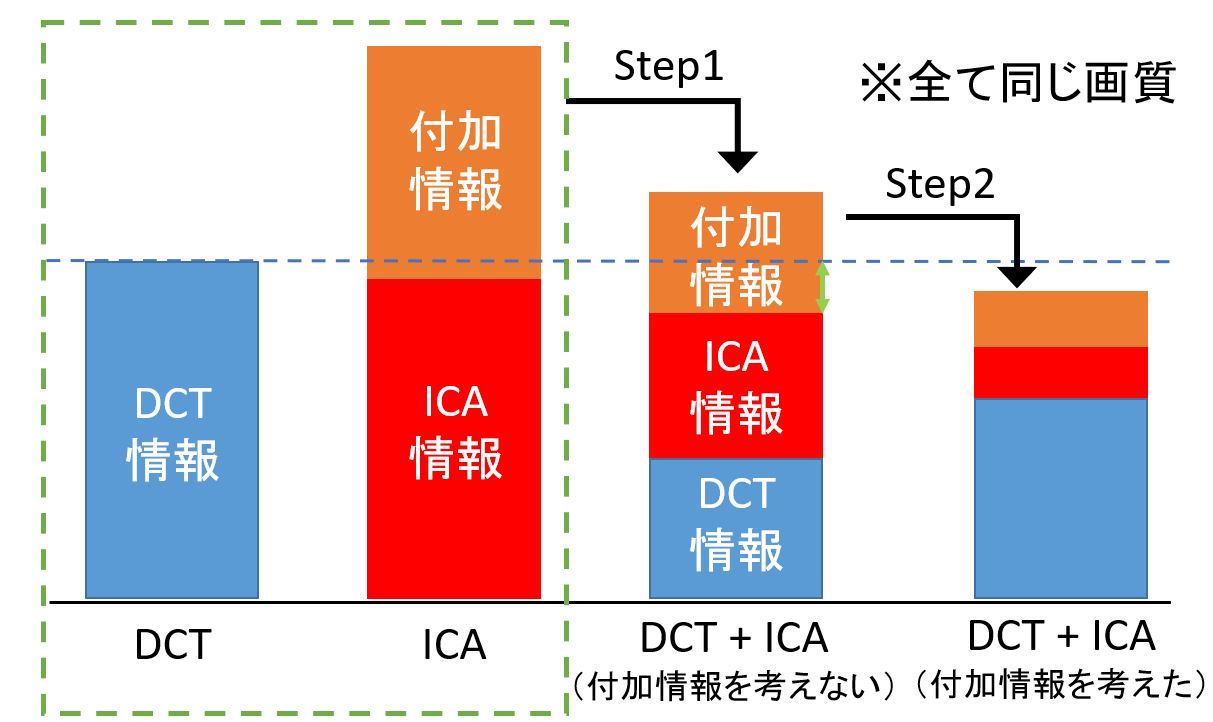 Step1
※全て同じ画質
付加
情報
Step2
付加
情報
DCT
情報
ICA
情報
ICA
情報
DCT
情報
DCT
ICA
DCT + ICA
(付加情報を考えない)
DCT + ICA
(付加情報を考えた)